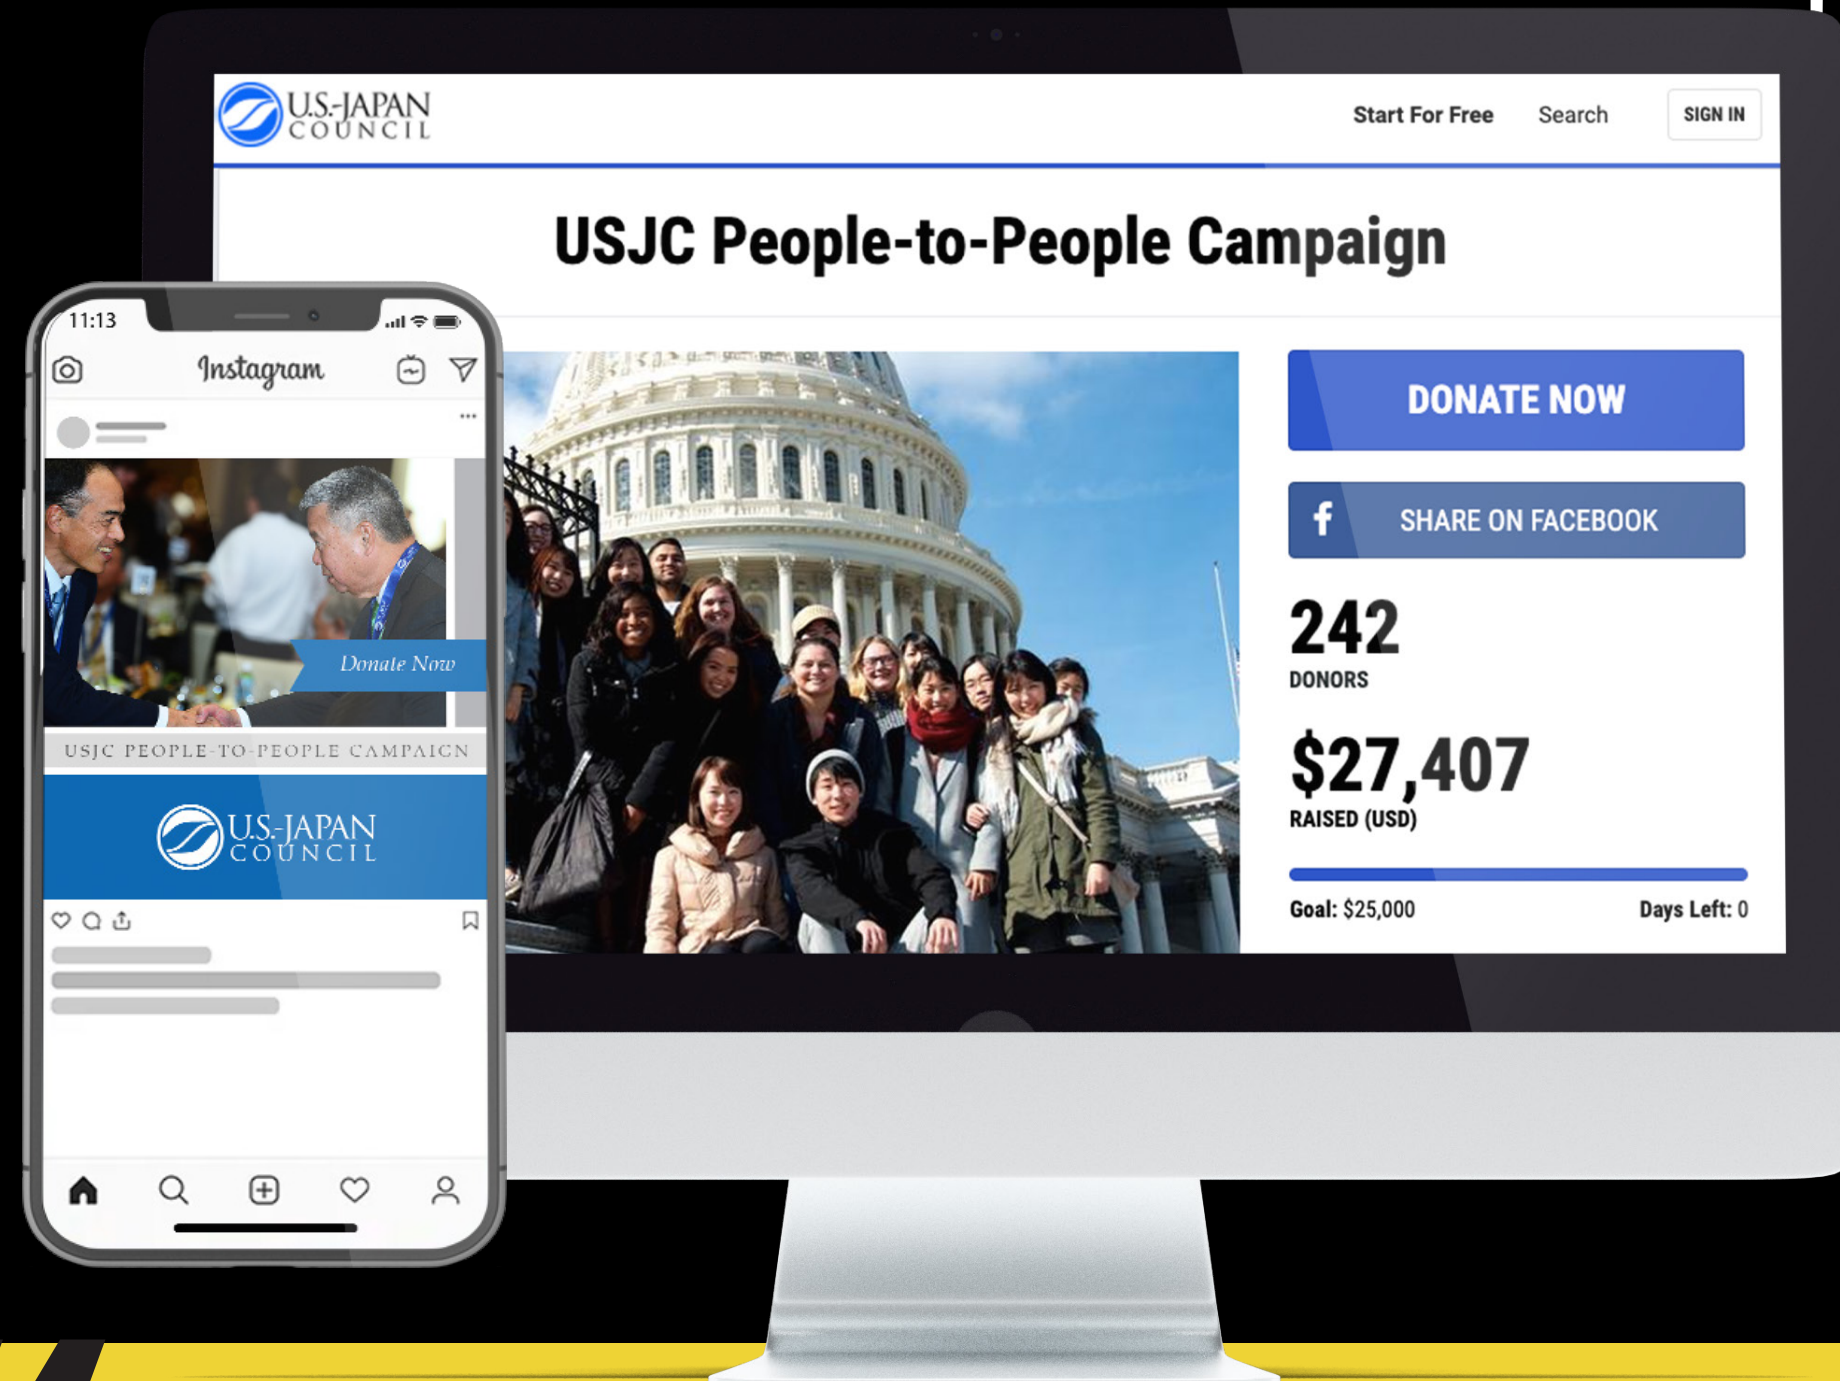 U.S.-JAPAN
COUNCIL
Start For Free
Search
SIGN IN
USJC People-to-People Campaign
DONATE NOW
f
SHARE ON FACEBOOK
242
DONORS
$27,407
RAISED (USD)
Goal: $25,000
Days Left: 0
11:13
Instagram
Donate Now
USJC PEOPLE-TO-PEOPLE CAMPAIGN
U.S.-JAPAN
COUNCIL